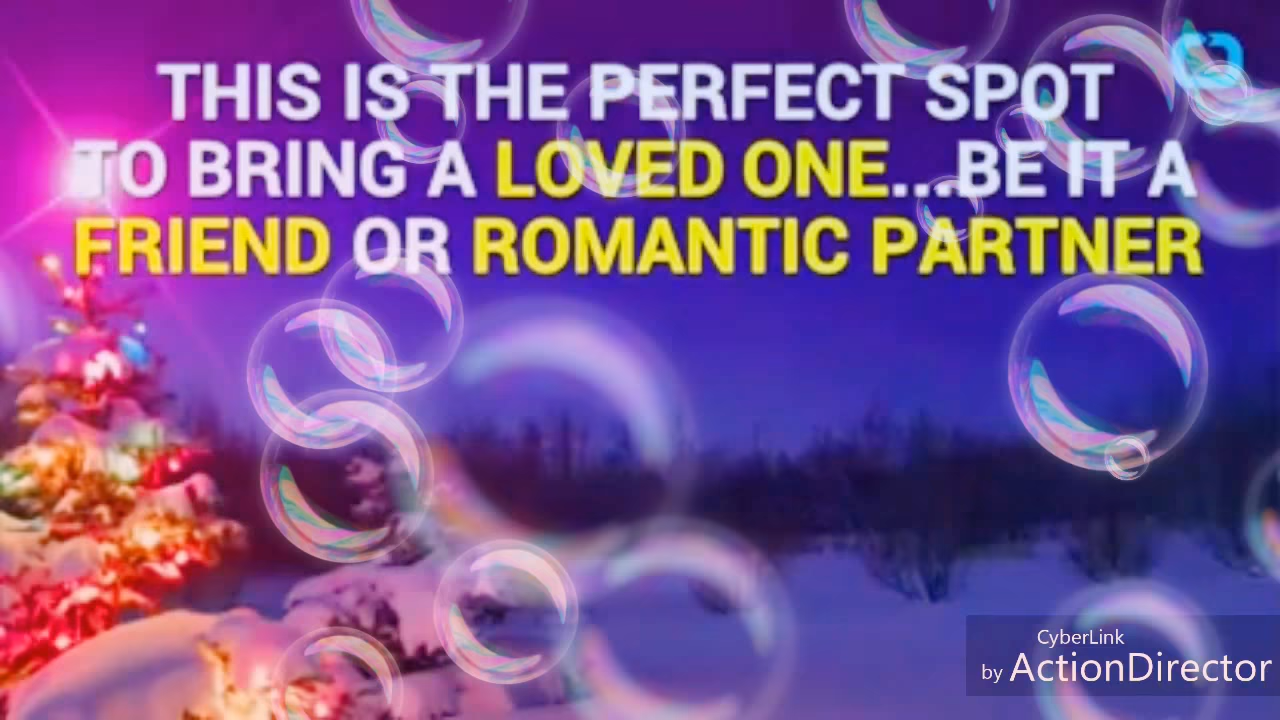 THIS IS THE PERFECT SPOT
TO BRING A LOVED ONE...BE IT A
FRIEND OR ROMANTIC PARTNER
CyberLink
by ActionDirector